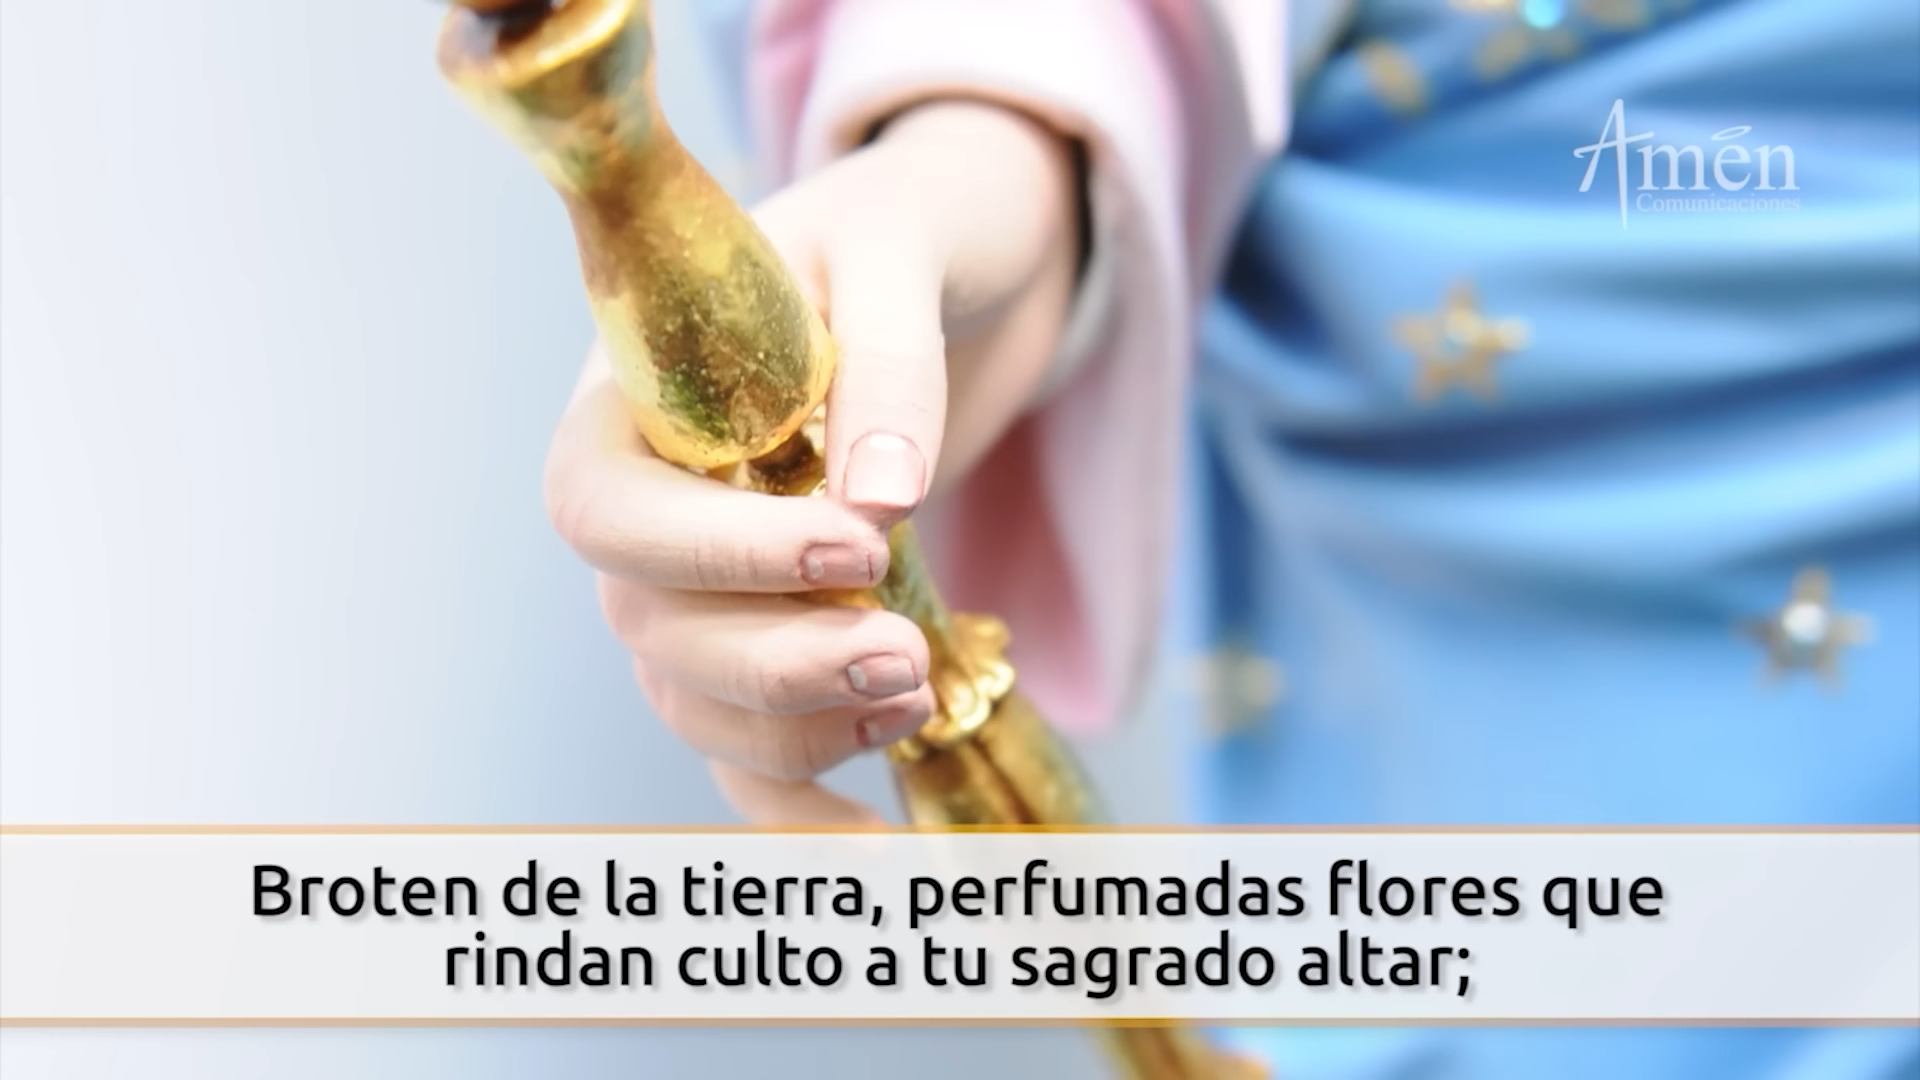 Amén
Comunicaciones
Broten de la tierra, perfumadas flores que
rindan culto a tu sagrado altar;